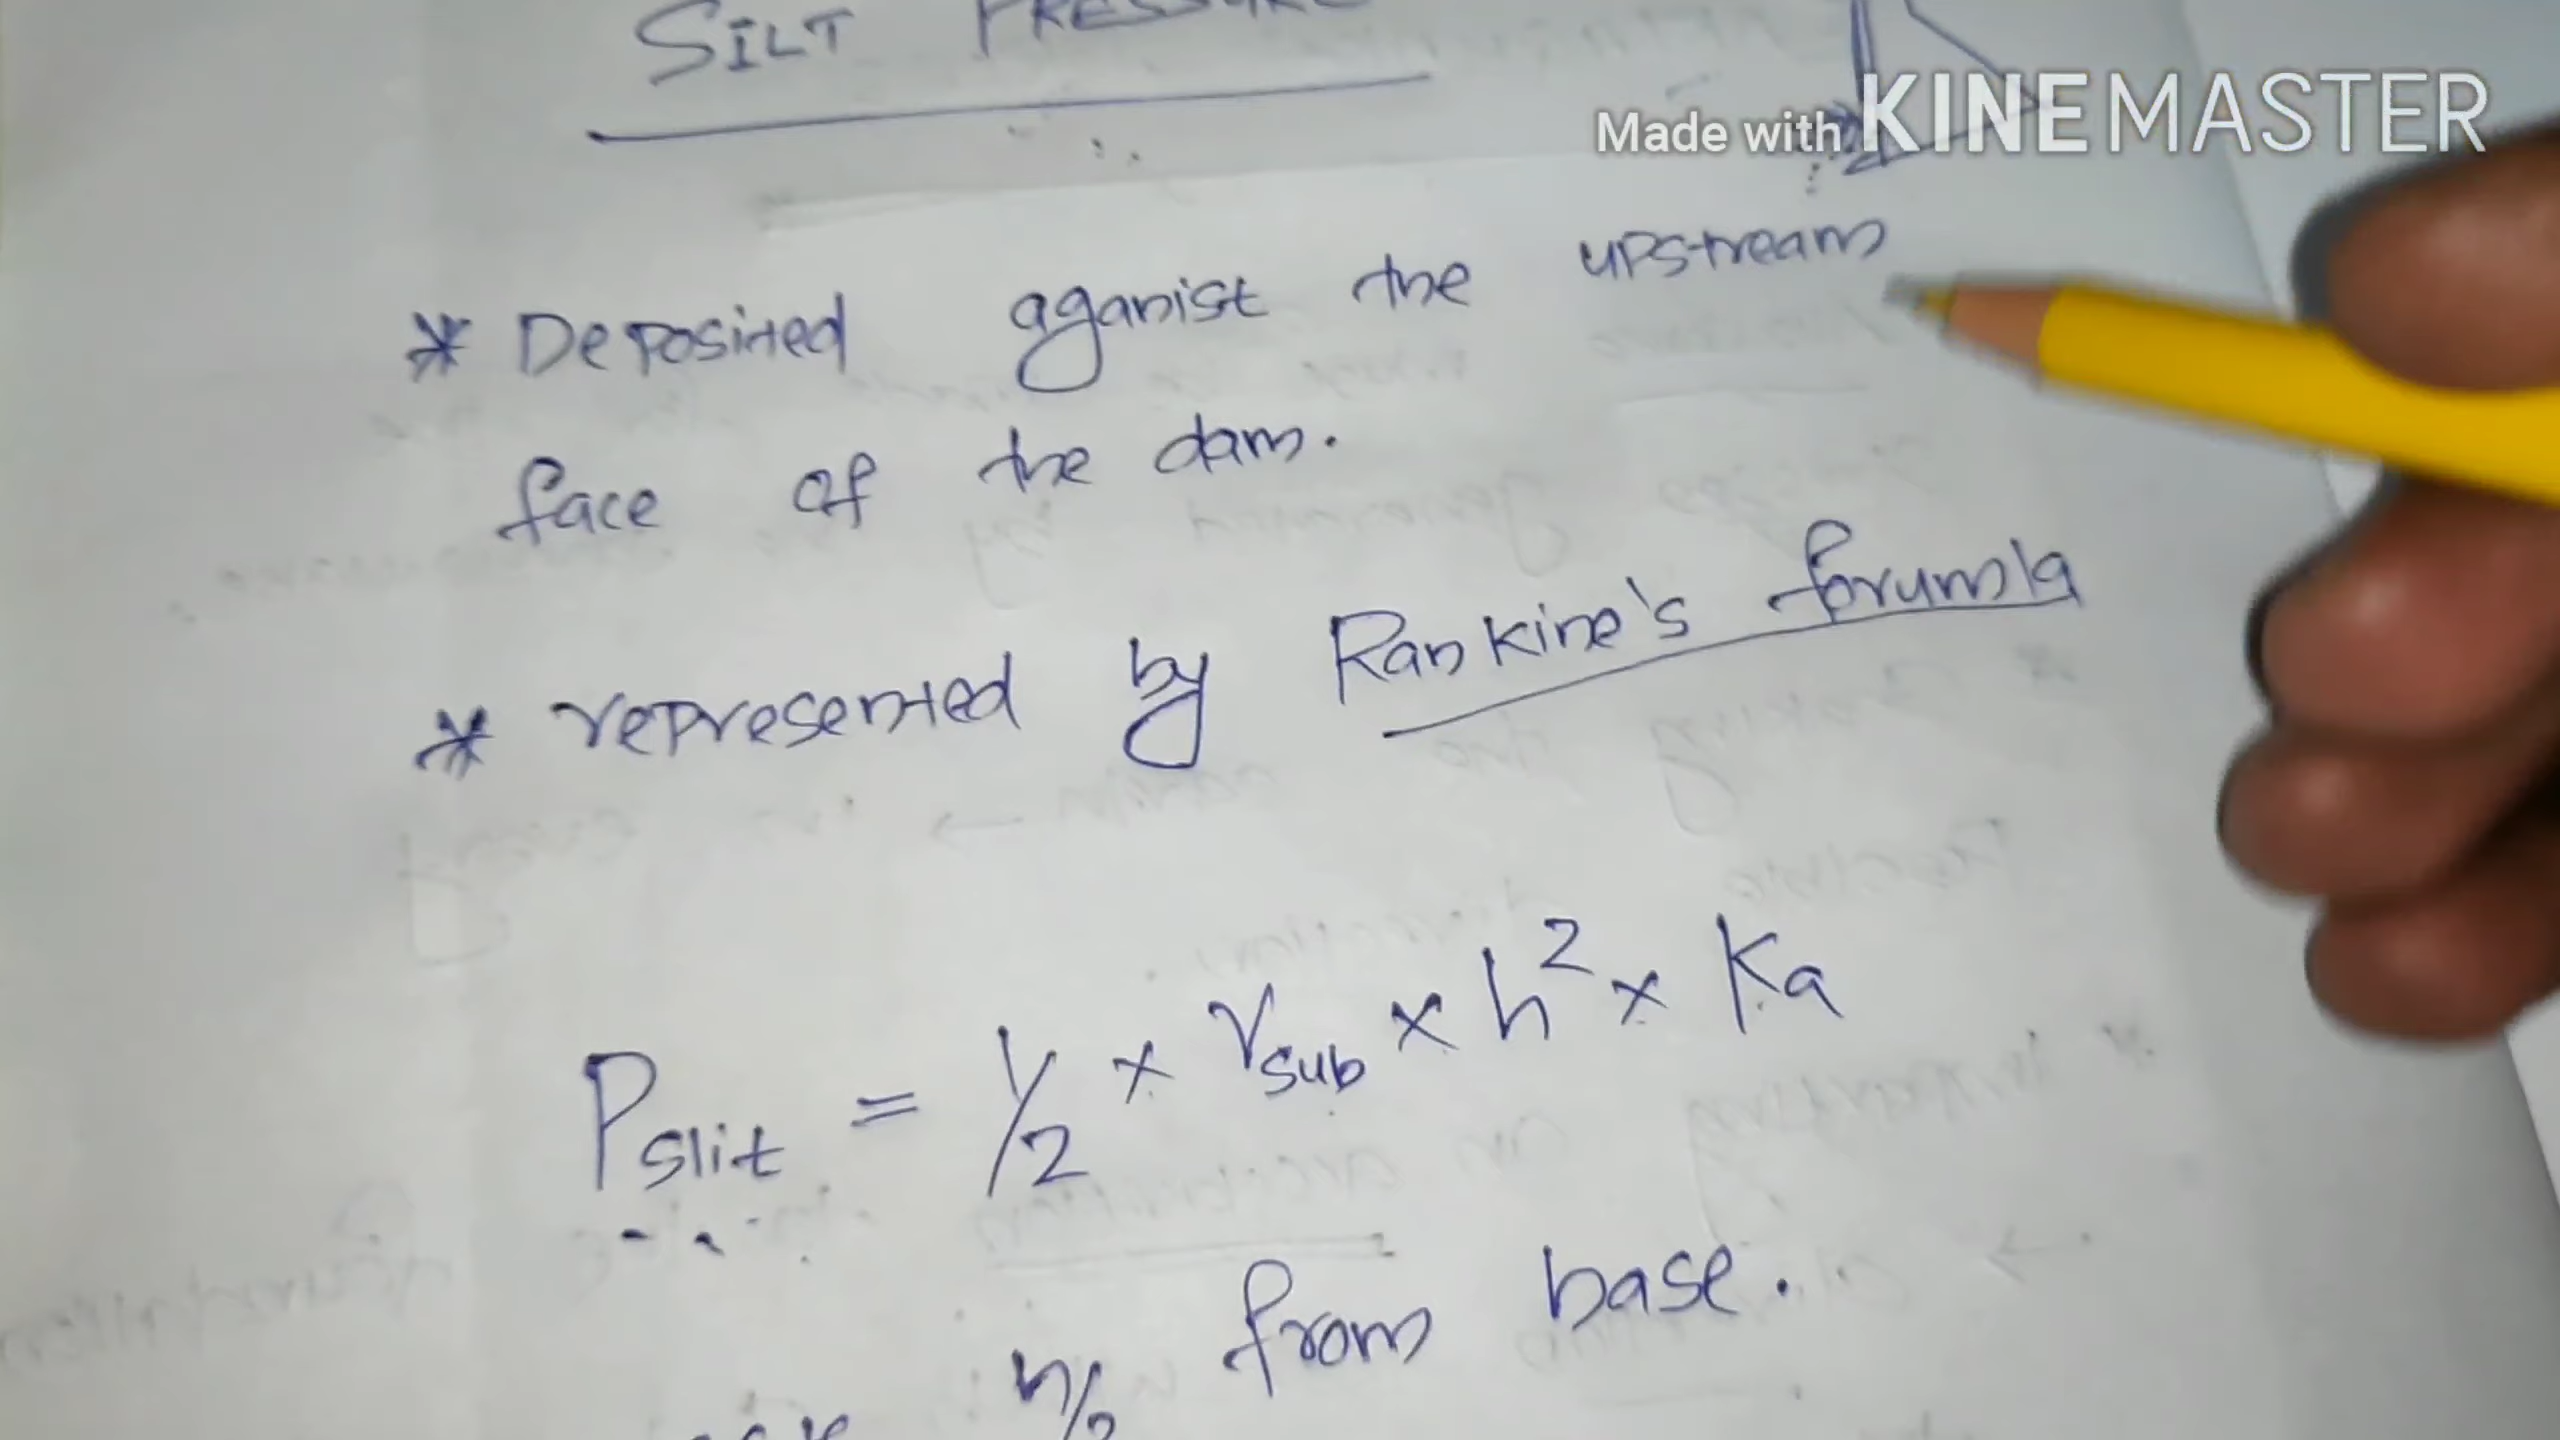 SILT PRESSURE
Made with KINEMASTER
* Deposited aganist the upstream
face of the dam.
* represented by Rankine's forumla
Pslit = 1/2 × γsub × h² × Ka
from base.